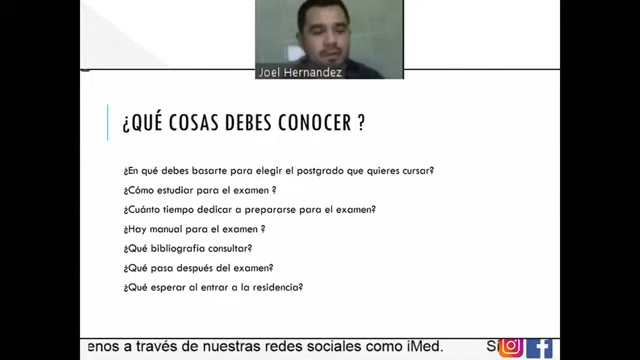 Joel Hernandez
¿QUÉ COSAS DEBES CONOCER ?
¿En qué debes basarte para elegir el postgrado que quieres cursar?
¿Cómo estudiar para el examen ?
¿Cuánto tiempo dedicar a prepararse para el examen?
¿Hay manual para el examen ?
¿Qué bibliografía consultar?
¿Qué pasa después del examen?
¿Qué esperar al entrar a la residencia?
enos a través de nuestras redes sociales como iMed. Sí